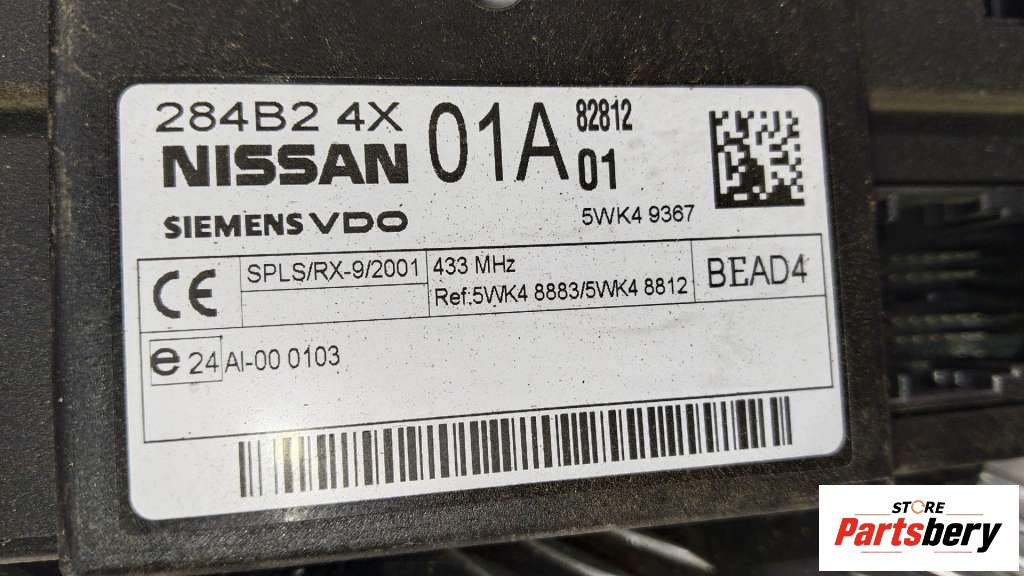 284B2 4X 01A 82812
NISSAN 01
SIEMENS VDO 5WK4 9367
CE SPLS/RX-9/2001 433 MHz BEAD4
Ref:5WK4 8883/5WK4 8812
e 24 AI-00 0103
STORE
Partsbery